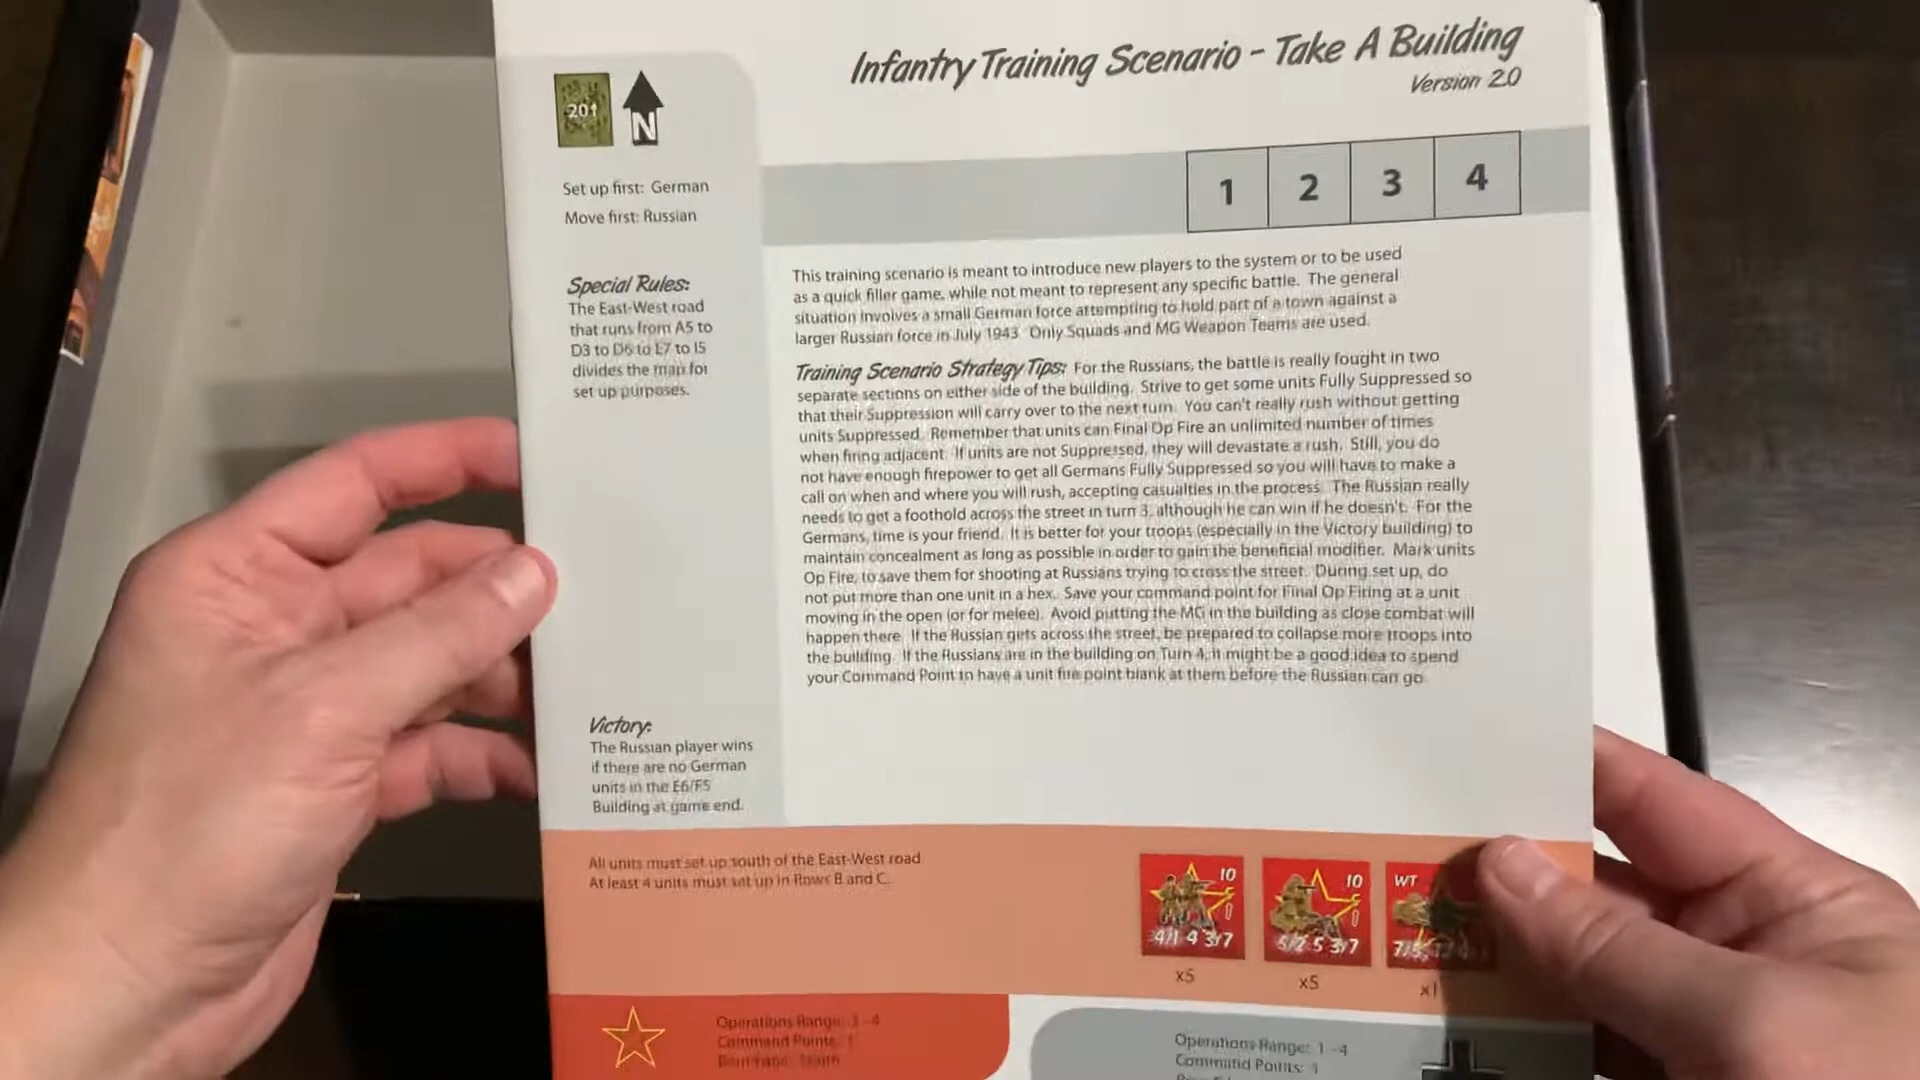 Infantry Training Scenario - Take A Building
Version 2.0
201
N
1 2 3 4
Set up first: German
Move first: Russian
Special Rules:
The East-West road
that runs from A5 to
D3 to D6 to E7 to I5
divides the map for
set up purposes.
This training scenario is meant to introduce new players to the system or to be used
as a quick filler game, while not meant to represent any specific battle. The general
situation involves a small German force attempting to hold part of a town against a
larger Russian force in July 1943. Only Squads and MG Weapon Teams are used.
Training Scenario Strategy Tips: For the Russians, the battle is really fought in two
separate sections on either side of the building. Strive to get some units Fully Suppressed so
that their Suppression will carry over to the next turn. You can't really rush without getting
units Suppressed. Remember that units can Final Op Fire an unlimited number of times
when firing adjacent. If units are not Suppressed, they will devastate a rush. Still, you do
not have enough firepower to get all Germans Fully Suppressed so you will have to make a
call on when and where you will rush, accepting casualties in the process. The Russian really
needs to get a foothold across the street in turn 3, although he can win if he doesn't. For the
Germans, time is your friend. It is better for your troops (especially in the Victory building) to
maintain concealment as long as possible in order to gain the beneficial modifier. Mark units
Op Fire, to save them for shooting at Russians trying to cross the street. During set up, do
not put more than one unit in a hex. Save your command point for Final Op Firing at a unit
moving in the open (or for melee). Avoid putting the MG in the building as close combat will
happen there. If the Russian gets across the street, be prepared to collapse more troops into
the building. If the Russians are in the building on Turn 4, it might be a good idea to spend
your Command Point to have a unit fire point blank at them before the Russian can go.
Victory:
The Russian player wins
if there are no German
units in the E6/F5
Building at game end.
All units must set up south of the East-West road.
At least 4 units must set up in Rows B and C.
10
4/1 4 3/7
x5
10
5 3/7
x5
WT
x1
Operations Range: 3-4
Command Points: 1
Operations Range: 1-4
Command Points: 1